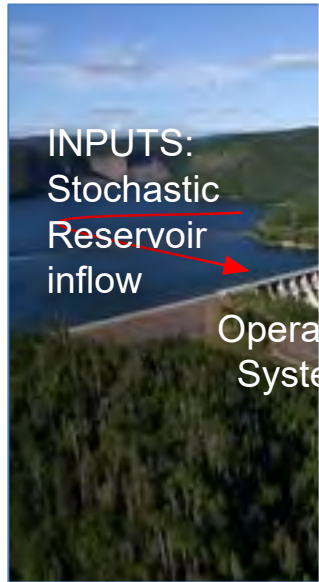 INPUTS:
Stochastic
Reservoir
inflow
Opera
Syste